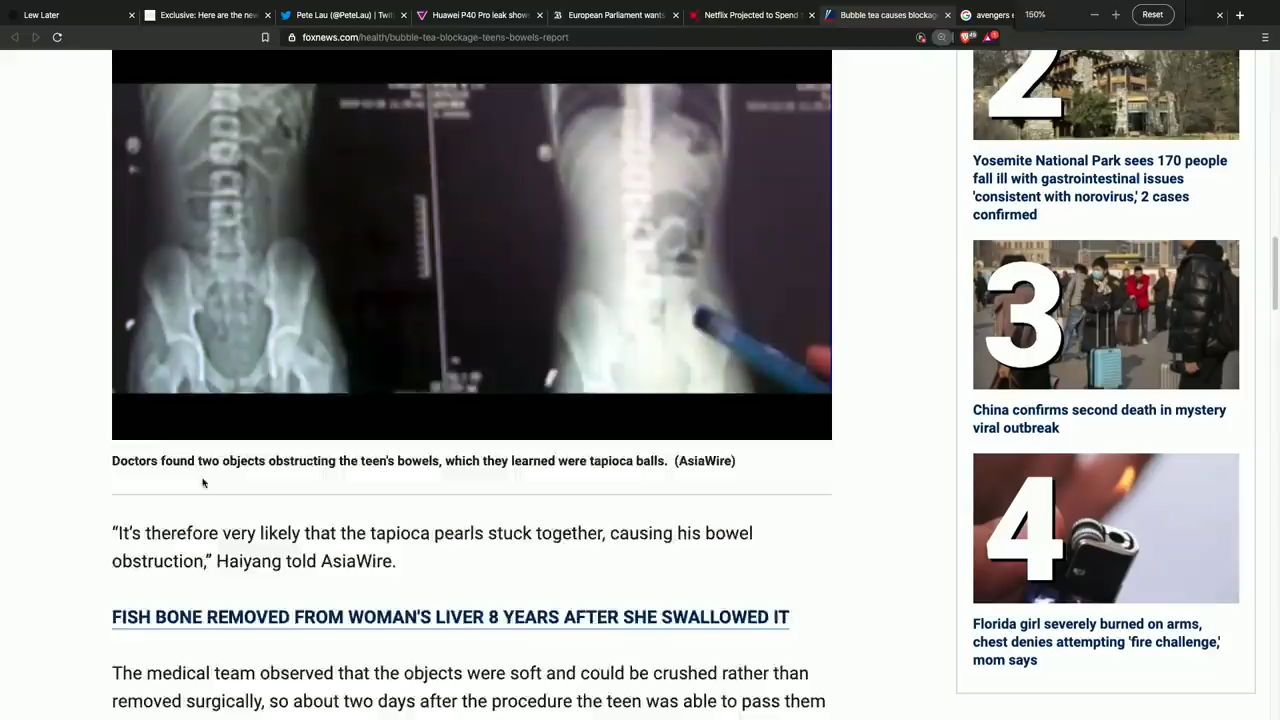 Lew Later
Exclusive: Here are the new
Pete Lau (@PeteLau) | Twit
Huawei P40 Pro leak show
European Parliament wants
Netflix Projected to Spend
Bubble tea causes blockage
avengers e
150%
Reset
foxnews.com/health/bubble-tea-blockage-teens-bowels-report
2
Yosemite National Park sees 170 people
fall ill with gastrointestinal issues
'consistent with norovirus,' 2 cases
confirmed
3
China confirms second death in mystery
viral outbreak
4
Florida girl severely burned on arms,
chest denies attempting 'fire challenge,'
mom says
Doctors found two objects obstructing the teen's bowels, which they learned were tapioca balls. (AsiaWire)
“It's therefore very likely that the tapioca pearls stuck together, causing his bowel
obstruction,” Haiyang told AsiaWire.
FISH BONE REMOVED FROM WOMAN'S LIVER 8 YEARS AFTER SHE SWALLOWED IT
The medical team observed that the objects were soft and could be crushed rather than
removed surgically, so about two days after the procedure the teen was able to pass them